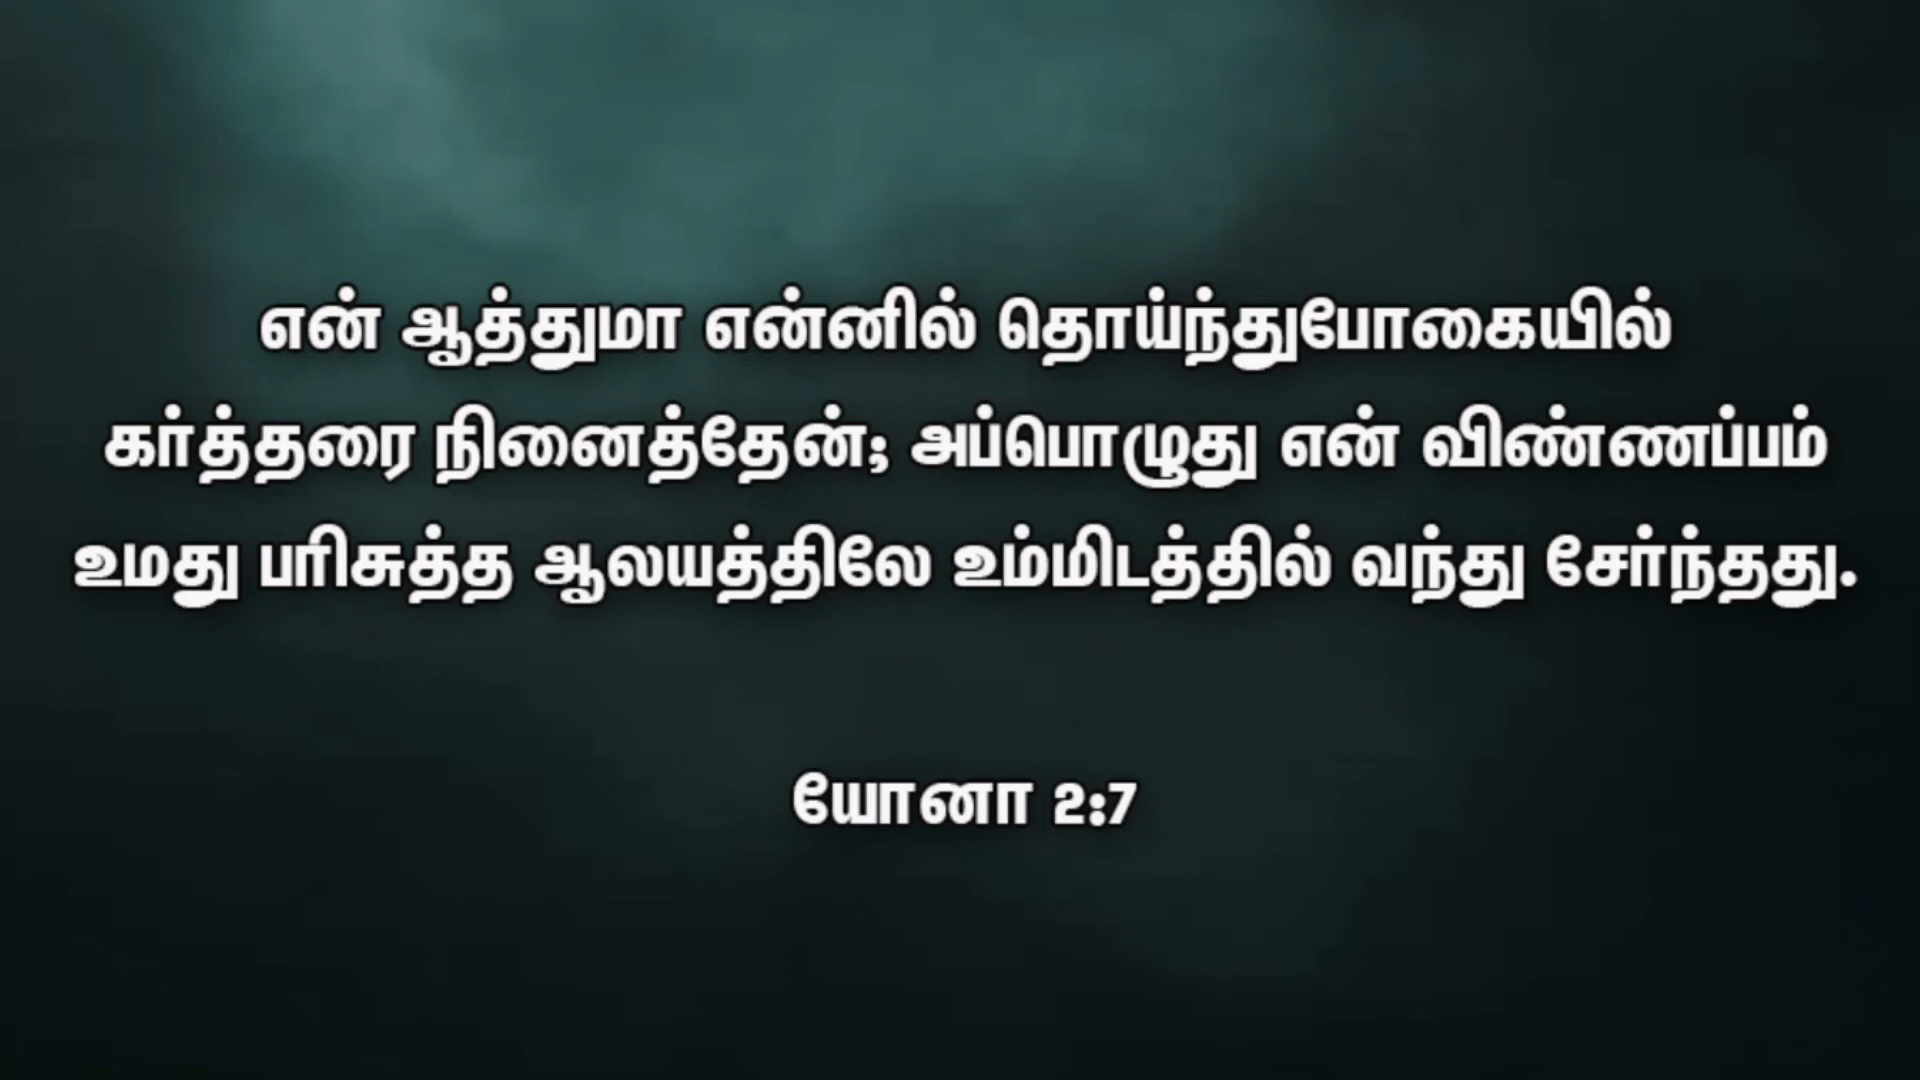 என் ஆத்துமா என்னில் தொய்ந்துபோகையில்
கர்த்தரை நினைத்தேன்; அப்பொழுது என் விண்ணப்பம்
உமது பரிசுத்த ஆலயத்திலே உம்மிடத்தில் வந்து சேர்ந்தது.
யோனா 2:7